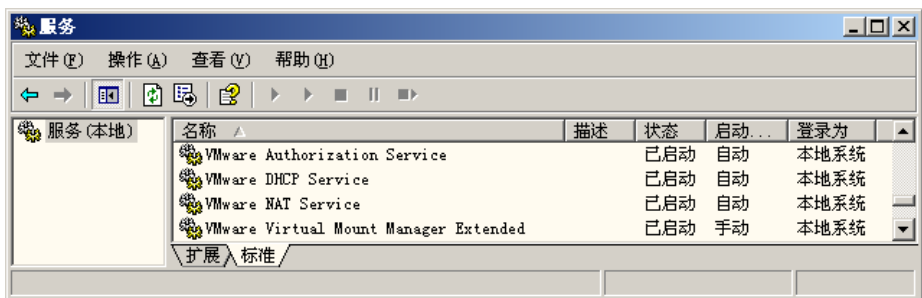 服务
文件(F) 操作(A) 查看(V) 帮助(H)
服务(本地)
名称 描述 状态 启动... 登录为
VMware Authorization Service 已启动 自动 本地系统
VMware DHCP Service 已启动 自动 本地系统
VMware NAT Service 已启动 自动 本地系统
VMware Virtual Mount Manager Extended 已启动 手动 本地系统
扩展 标准